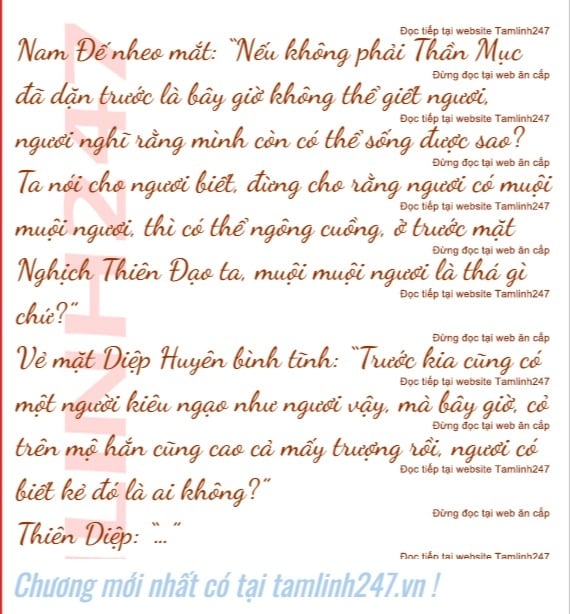 Đọc tiếp tại website Tamlinh247
Nam Đế nheo mắt: "Nếu không phải Thần Mục
Đừng đọc tại web ăn cắp
đã dặn trước là bây giờ không thể giết ngươi,
Đọc tiếp tại website Tamlinh247
ngươi nghĩ rằng mình còn có thể sống được sao?
Đừng đọc tại web ăn cắp
Ta nói cho ngươi biết, đừng cho rằng ngươi có muội
Đọc tiếp tại website Tamlinh247
muội ngươi, thì có thể ngông cuồng, ở trước mặt
Đừng đọc tại web ăn cắp
Nghịch Thiên Đạo ta, muội muội ngươi là thá gì
Đọc tiếp tại website Tamlinh247
chứ?"
Đừng đọc tại web ăn cắp
Vẻ mặt Diệp Huyên bình tĩnh: "Trước kia cũng có
Đọc tiếp tại website Tamlinh247
một người kiêu ngạo như ngươi vậy, mà bây giờ, cỏ
Đừng đọc tại web ăn cắp
trên mộ hắn cũng cao cả mấy trượng rồi, ngươi có
Đọc tiếp tại website Tamlinh247
biết kẻ đó là ai không?"
Đừng đọc tại web ăn cắp
Thiên Diệp: "..."
Đọc tiếp tại website Tamlinh247
LINH247
Chương mới nhất có tại tamlinh247.vn !